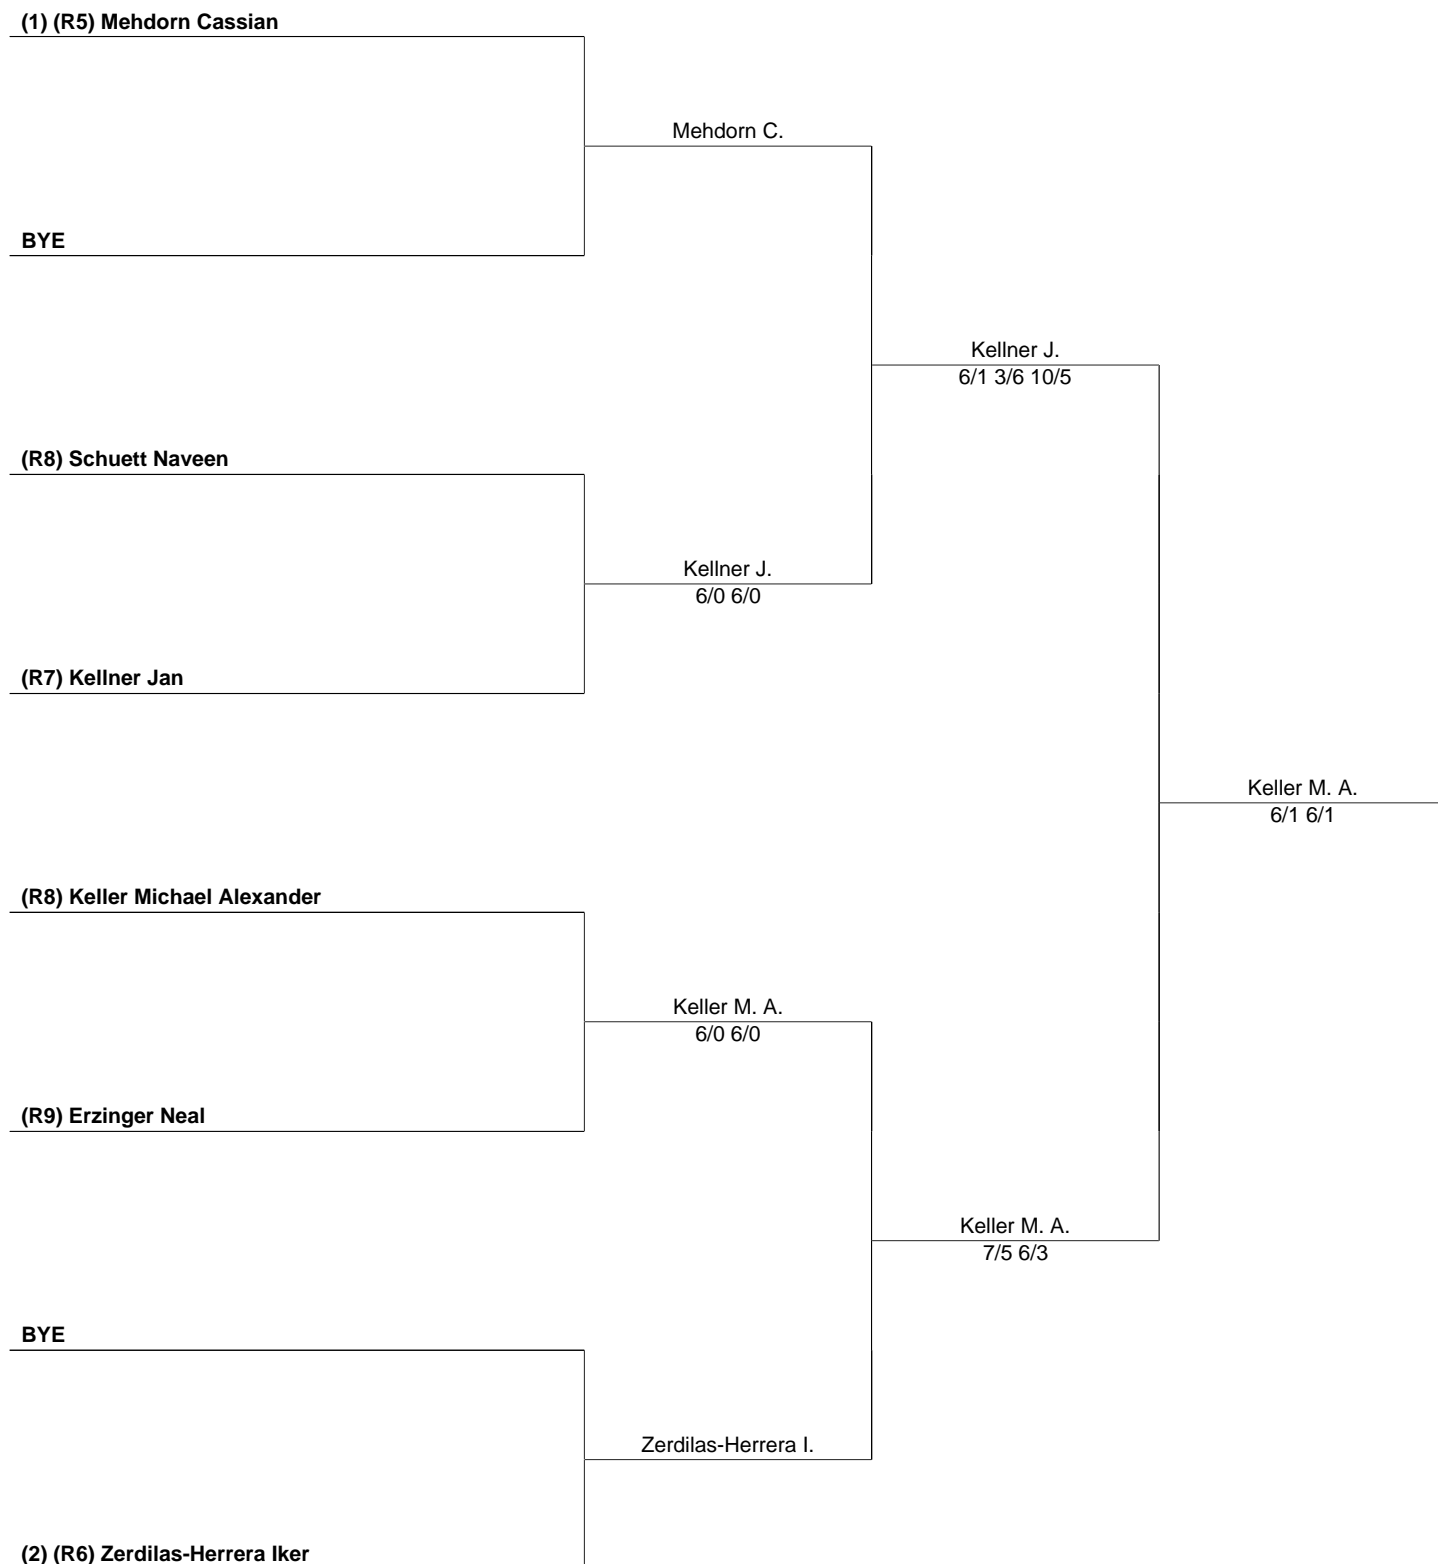 (1) (R5) Mehdorn Cassian
Mehdorn C.
BYE
Kellner J.
6/1 3/6 10/5
(R8) Schuett Naveen
Kellner J.
6/0 6/0
(R7) Kellner Jan
Keller M. A.
6/1 6/1
(R8) Keller Michael Alexander
Keller M. A.
6/0 6/0
(R9) Erzinger Neal
Keller M. A.
7/5 6/3
BYE
Zerdilas-Herrera I.
(2) (R6) Zerdilas-Herrera Iker